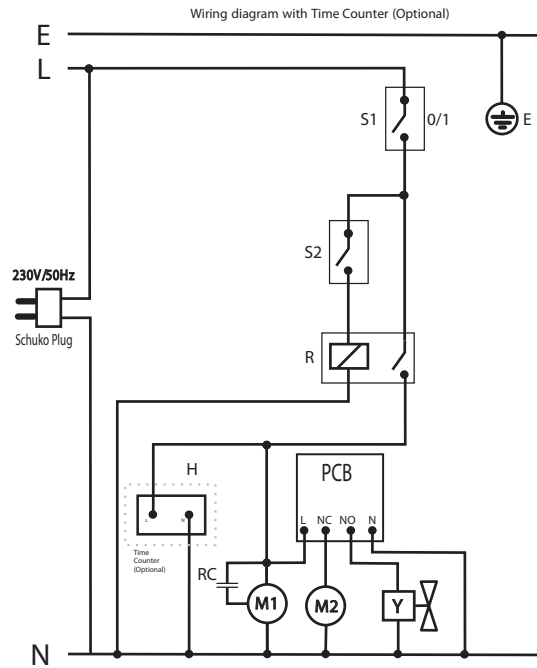 Wiring diagram with Time Counter (Optional)
E
L
S1
0/1
E
S2
230V/50Hz
Schuko Plug
R
H
PCB
L NC NO N
L N
Time
Counter
(Optional)
RC
M1
M2
Y
N